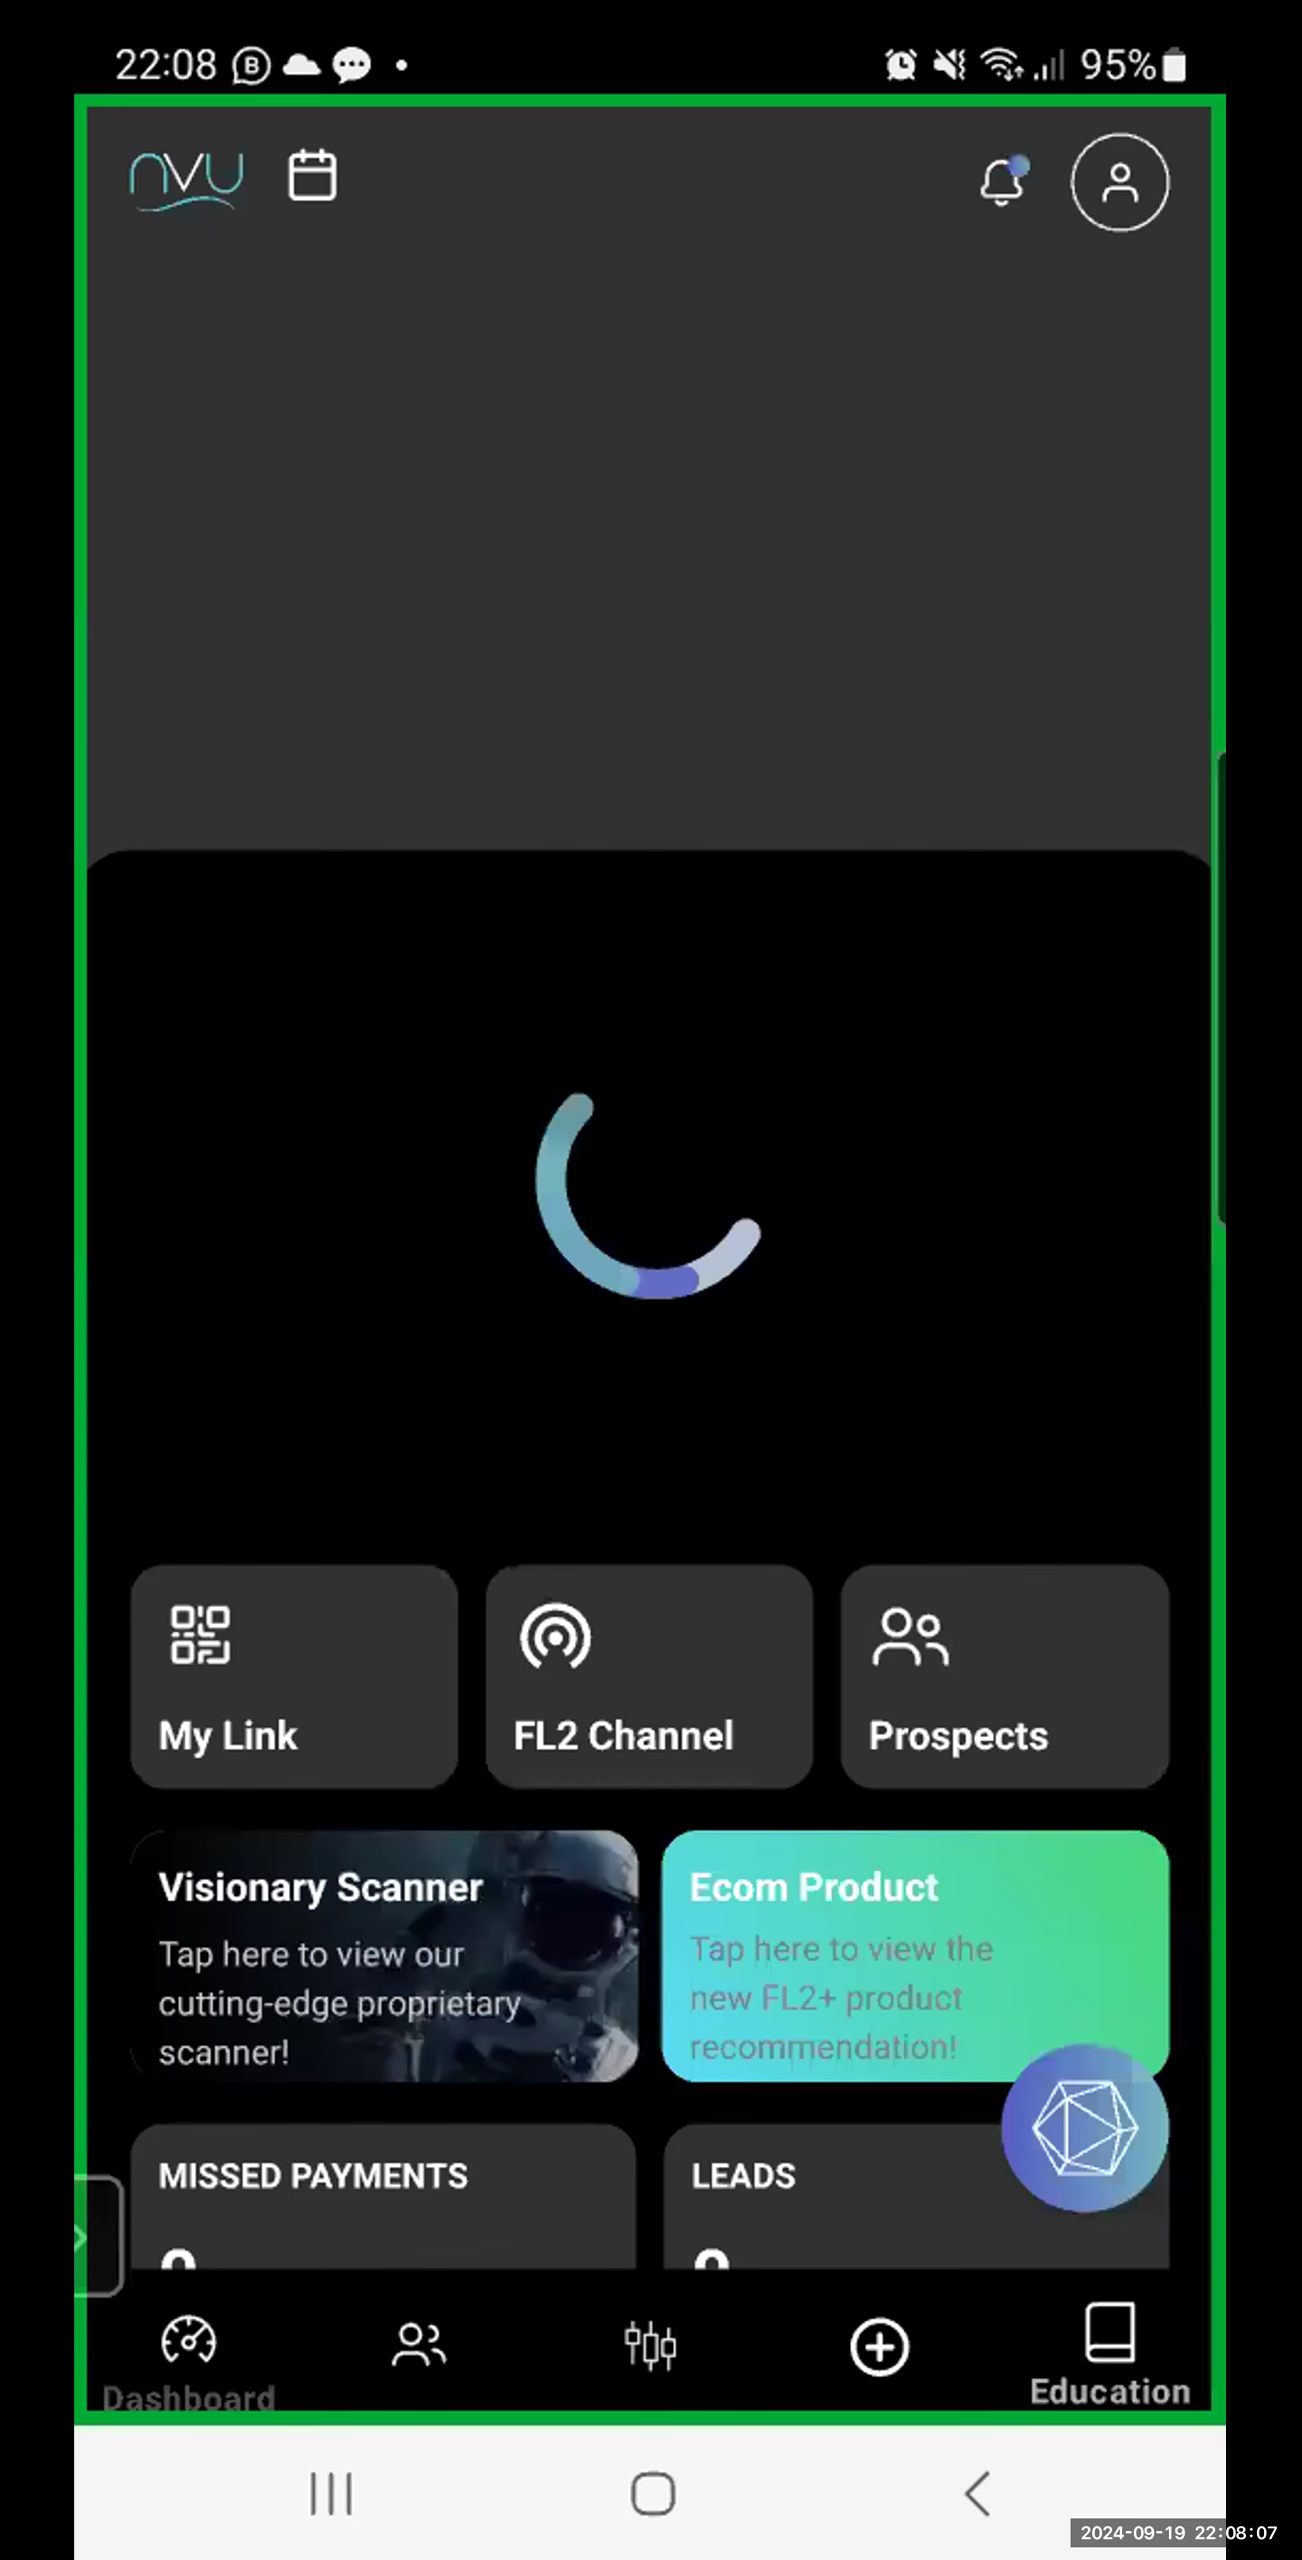 22:08
95%
nvu
My Link
FL2 Channel
Prospects
Visionary Scanner
Tap here to view our
cutting-edge proprietary
scanner!
Ecom Product
Tap here to view the
new FL2+ product
recommendation!
MISSED PAYMENTS
LEADS
Dashboard
Education
2024-09-19 22:08:07